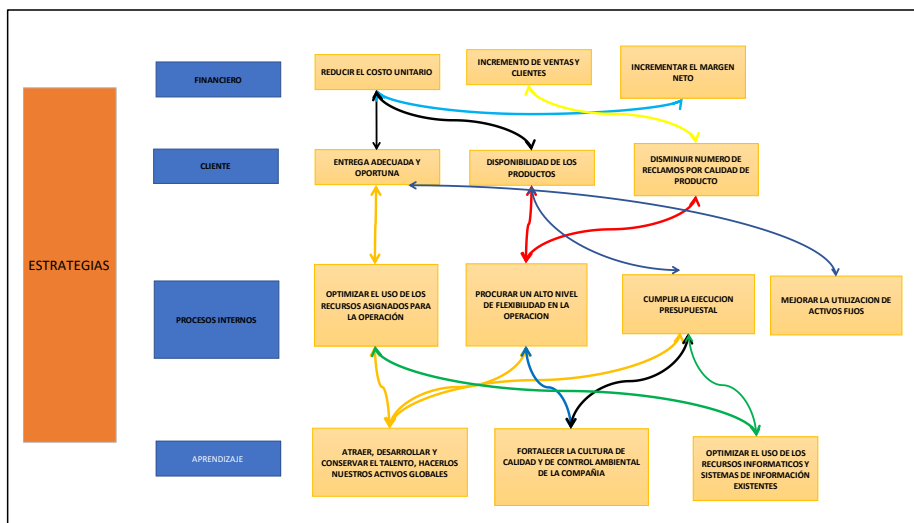 FINANCIERO
REDUCIR EL COSTO UNITARIO
INCREMENTO DE VENTAS Y
CLIENTES
INCREMENTAR EL MARGEN
NETO
ESTRATEGIAS
CLIENTE
ENTREGA ADECUADA Y
OPORTUNA
DISPONIBILIDAD DE LOS
PRODUCTOS
DISMINUIR NUMERO DE
RECLAMOS POR CALIDAD DE
PRODUCTO
PROCESOS INTERNOS
OPTIMIZAR EL USO DE LOS
RECURSOS ASIGNADOS PARA
LA OPERACIÓN
PROCURAR UN ALTO NIVEL
DE FLEXIBILIDAD EN LA
OPERACION
CUMPLIR LA EJECUCION
PRESUPUESTAL
MEJORAR LA UTILIZACION DE
ACTIVOS FIJOS
APRENDIZAJE
ATRAER, DESARROLLAR Y
CONSERVAR EL TALENTO, HACERLOS
NUESTROS ACTIVOS GLOBALES
FORTALECER LA CULTURA DE
CALIDAD Y DE CONTROL AMBIENTAL
DE LA COMPAÑIA
OPTIMIZAR EL USO DE LOS
RECURSOS INFORMATICOS Y
SISTEMAS DE INFORMACIÓN
EXISTENTES